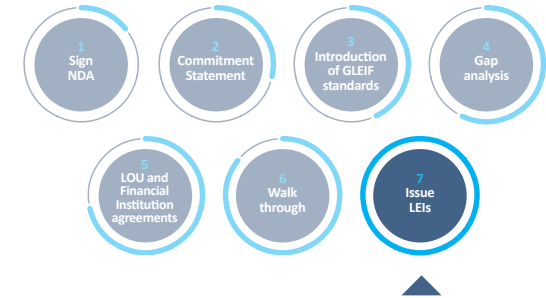 1
Sign
NDA
2
Commitment
Statement
3
Introduction
of GLEIF
standards
4
Gap
analysis
5
LOU and
Financial
Institution
agreements
6
Walk
through
7
Issue
LEIs